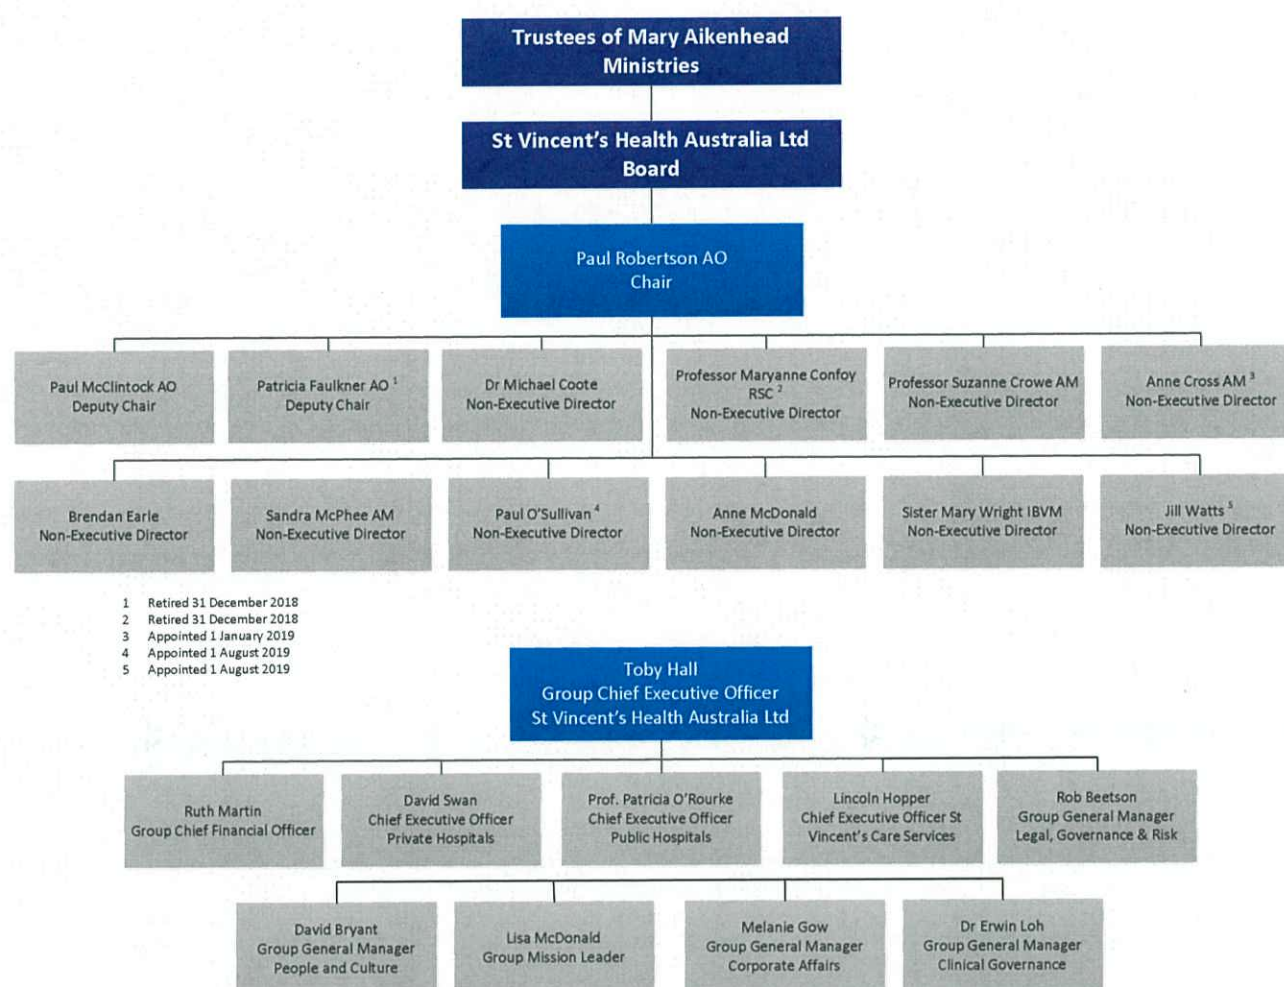 Trustees of Mary Aikenhead
Ministries
St Vincent's Health Australia Ltd
Board
Paul Robertson AO
Chair
Paul McClintock AO
Deputy Chair
Patricia Faulkner AO 1
Deputy Chair
Dr Michael Coote
Non-Executive Director
Professor Maryanne Confoy
RSC 2
Non-Executive Director
Professor Suzanne Crowe AM
Non-Executive Director
Anne Cross AM 3
Non-Executive Director
Brendan Earle
Non-Executive Director
Sandra McPhee AM
Non-Executive Director
Paul O'Sullivan 4
Non-Executive Director
Anne McDonald
Non-Executive Director
Sister Mary Wright IBVM
Non-Executive Director
Jill Watts 5
Non-Executive Director
1 Retired 31 December 2018
2 Retired 31 December 2018
3 Appointed 1 January 2019
4 Appointed 1 August 2019
5 Appointed 1 August 2019
Toby Hall
Group Chief Executive Officer
St Vincent's Health Australia Ltd
Ruth Martin
Group Chief Financial Officer
David Swan
Chief Executive Officer
Private Hospitals
Prof. Patricia O'Rourke
Chief Executive Officer
Public Hospitals
Lincoln Hopper
Chief Executive Officer St
Vincent's Care Services
Rob Beetson
Group General Manager
Legal, Governance & Risk
David Bryant
Group General Manager
People and Culture
Lisa McDonald
Group Mission Leader
Melanie Gow
Group General Manager
Corporate Affairs
Dr Erwin Loh
Group General Manager
Clinical Governance